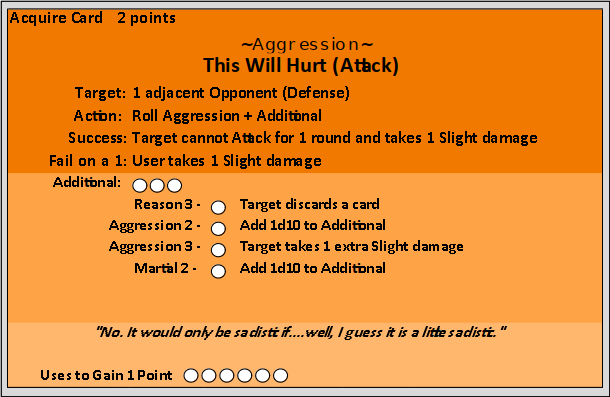 Acquire Card 2 points
~Aggression~
This Will Hurt (Attack)
Target: 1 adjacent Opponent (Defense)
Action: Roll Aggression + Additional
Success: Target cannot Attack for 1 round and takes 1 Slight damage
Fail on a 1: User takes 1 Slight damage
Additional:
Reason 3 - Target discards a card
Aggression 2 - Add 1d10 to Additional
Aggression 3 - Target takes 1 extra Slight damage
Martial 2 - Add 1d10 to Additional
"No. It would only be sadistic if....well, I guess it is a little sadistic."
Uses to Gain 1 Point